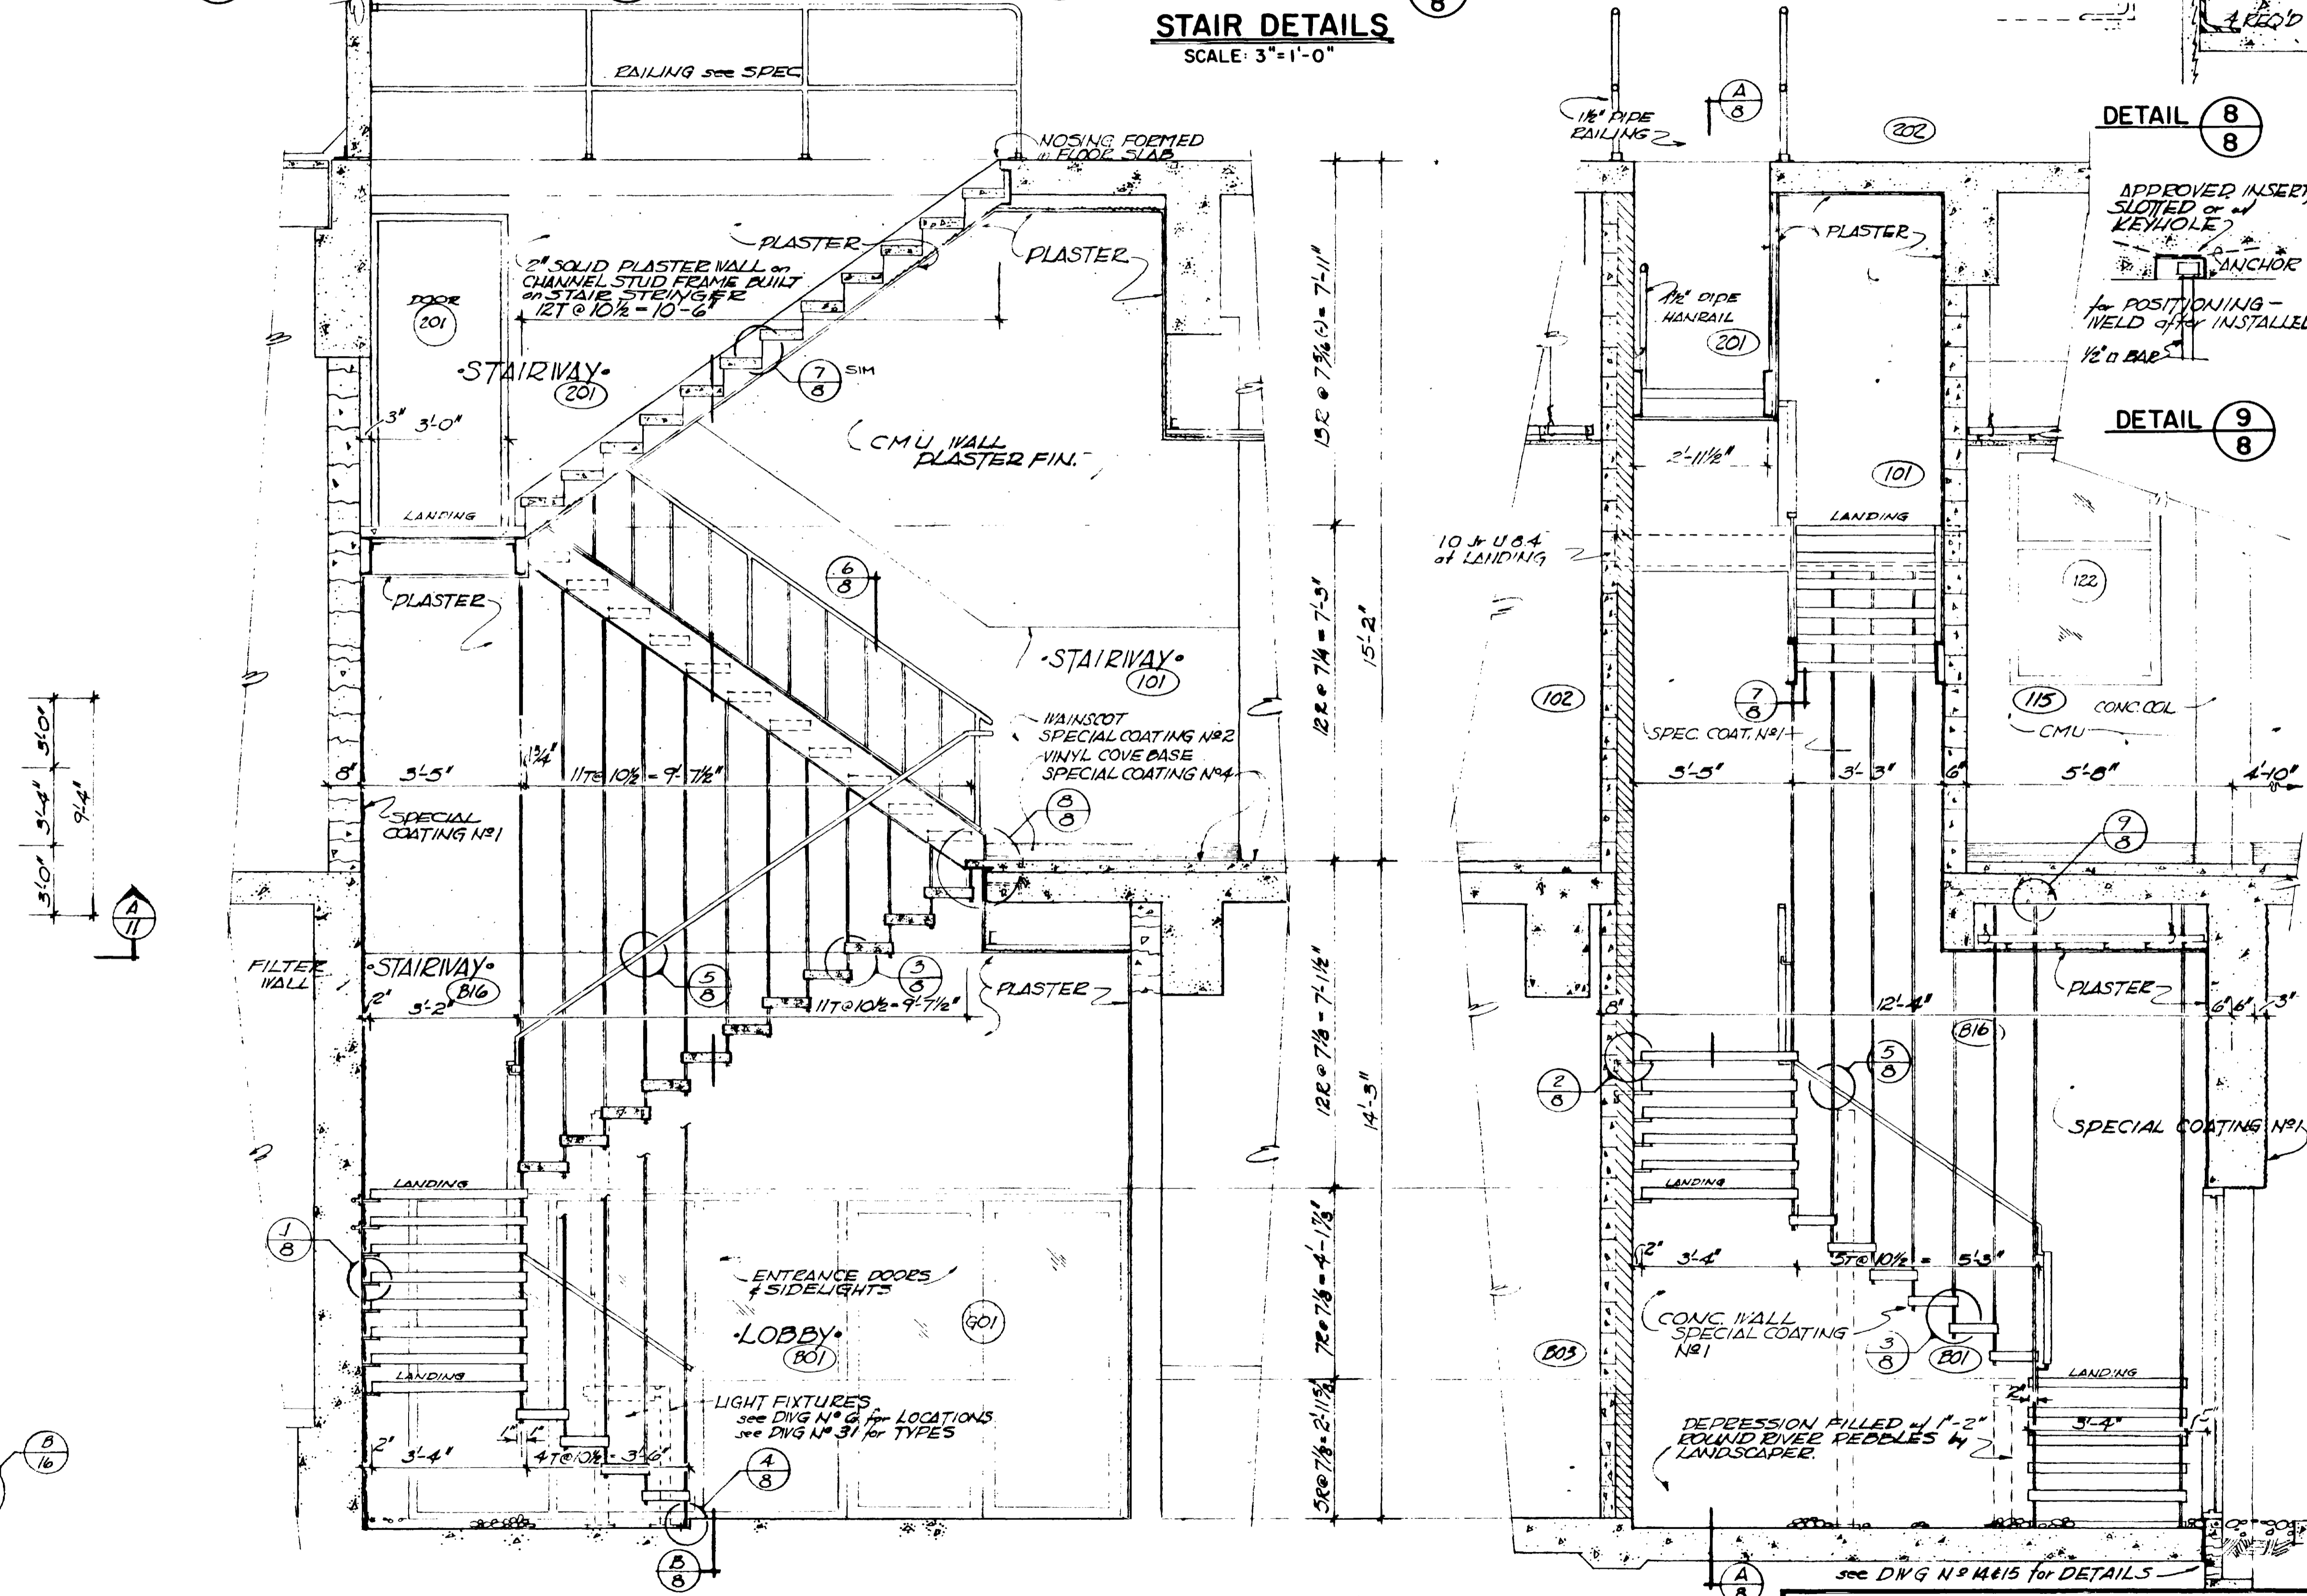 STAIR DETAILS
SCALE: 3"=1'-0"
8
4 REQ'D
RAILING see SPEC
NOSING FORMED
in FLOOR SLAB
1½" PIPE
RAILING
A
8
202
DETAIL 8
8
APPROVED INSERT,
SLOTTED or w/
KEYHOLE
ANCHOR
for POSITIONING -
WELD after INSTALLED
½" □ BAR
DETAIL 9
8
PLASTER
PLASTER
PLASTER
2" SOLID PLASTER WALL on
CHANNEL STUD FRAME BUILT
on STAIR STRINGER
12T @ 10½ = 10'-6"
DOOR
201
•STAIRWAY•
201
7
8
SIM
3"
3'-0"
CMU WALL
PLASTER FIN.
1½" PIPE
HANRAIL
201
2'-11½"
101
LANDING
LANDING
10 Jr U 8.4
at LANDING
122
PLASTER
6
8
13R @ 7 5/16 (-) = 7'-11"
12R @ 7¼ = 7'-3"
15'-2"
12R @ 7⅛ = 7'-1½"
14'-3"
7R @ 7⅛ = 4'-1⅞"
5R @ 7⅛ = 2'-11⅝"
•STAIRWAY•
101
WAINSCOT
SPECIAL COATING Nº2
VINYL COVE BASE
SPECIAL COATING Nº4
8
8
102
7
8
SPEC. COAT. Nº1
115
CONC. COL
CMU
3'-0"
3'-4"
3'-0"
9'-4"
8"
3'-5"
1¾"
11T@ 10½ = 9'-7½"
3'-5"
3'-3"
6"
5'-8"
4'-10"
SPECIAL
COATING Nº1
9
8
A
11
FILTER
WALL
•STAIRWAY•
B16
2"
3'-2"
5
8
3
8
11T@10½ = 9'-7½"
PLASTER
PLASTER
8"
12'-4"
6"
6"
3"
B16
2
8
5
8
SPECIAL COATING Nº1
LANDING
LANDING
1
8
ENTRANCE DOORS
& SIDELIGHTS
•LOBBY•
B01
G01
2"
3'-4"
5T@ 10½ = 5'-3"
CONC. WALL
SPECIAL COATING
Nº1
3
8
B01
B03
LANDING
LANDING
2"
3'-4"
LIGHT FIXTURES
see DWG Nº 6 for LOCATIONS
see DWG Nº 31 for TYPES
DEPRESSION FILLED w/ 1"-2"
ROUND RIVER PEBBLES by
LANDSCAPER.
B
16
2"
3'-4"
1"
1"
4T@10½ = 3'-6"
4
8
B
8
A
8
see DWG Nº 14&15 for DETAILS